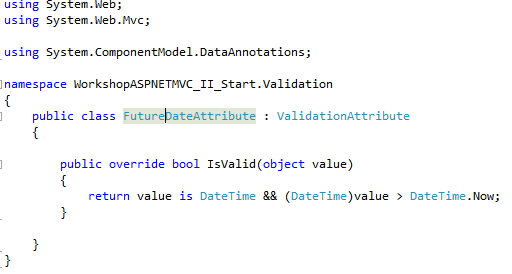 using System.Web;
using System.Web.Mvc;
using System.ComponentModel.DataAnnotations;
namespace WorkshopASPNETMVC_II_Start.Validation
{
public class FutureDateAttribute : ValidationAttribute
{
public override bool IsValid(object value)
{
return value is DateTime && (DateTime)value > DateTime.Now;
}
}
}